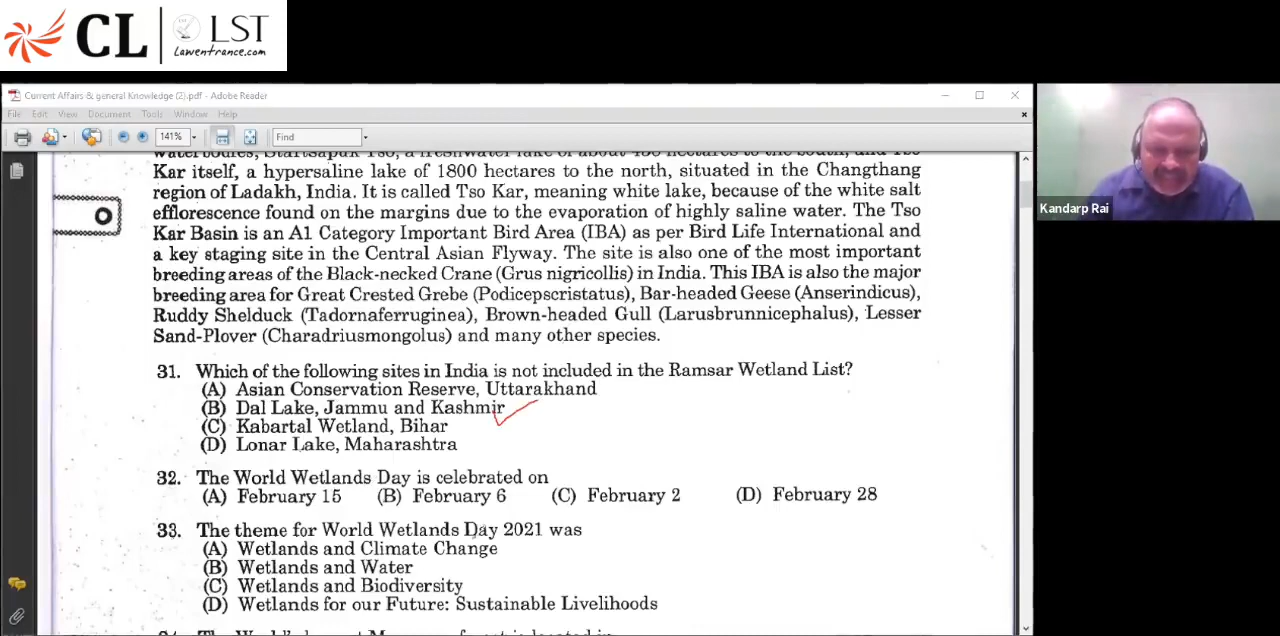 CL LST
Lawentrance.com
Current Affairs & general Knowledge (2).pdf - Adobe Reader
File Edit View Document Tools Window Help
141% Find
Kar itself, a hypersaline lake of 1800 hectares to the north, situated in the Changthang
region of Ladakh, India. It is called Tso Kar, meaning white lake, because of the white salt
efflorescence found on the margins due to the evaporation of highly saline water. The Tso
Kar Basin is an A1 Category Important Bird Area (IBA) as per Bird Life International and
a key staging site in the Central Asian Flyway. The site is also one of the most important
breeding areas of the Black-necked Crane (Grus nigricollis) in India. This IBA is also the major
breeding area for Great Crested Grebe (Podicepscristatus), Bar-headed Geese (Anserindicus),
Ruddy Shelduck (Tadornaferruginea), Brown-headed Gull (Larusbrunnicephalus), Lesser
Sand-Plover (Charadriusmongolus) and many other species.
31. Which of the following sites in India is not included in the Ramsar Wetland List?
(A) Asian Conservation Reserve, Uttarakhand
(B) Dal Lake, Jammu and Kashmir
(C) Kabartal Wetland, Bihar
(D) Lonar Lake, Maharashtra
32. The World Wetlands Day is celebrated on
(A) February 15 (B) February 6 (C) February 2 (D) February 28
33. The theme for World Wetlands Day 2021 was
(A) Wetlands and Climate Change
(B) Wetlands and Water
(C) Wetlands and Biodiversity
(D) Wetlands for our Future: Sustainable Livelihoods
Kandarp Rai